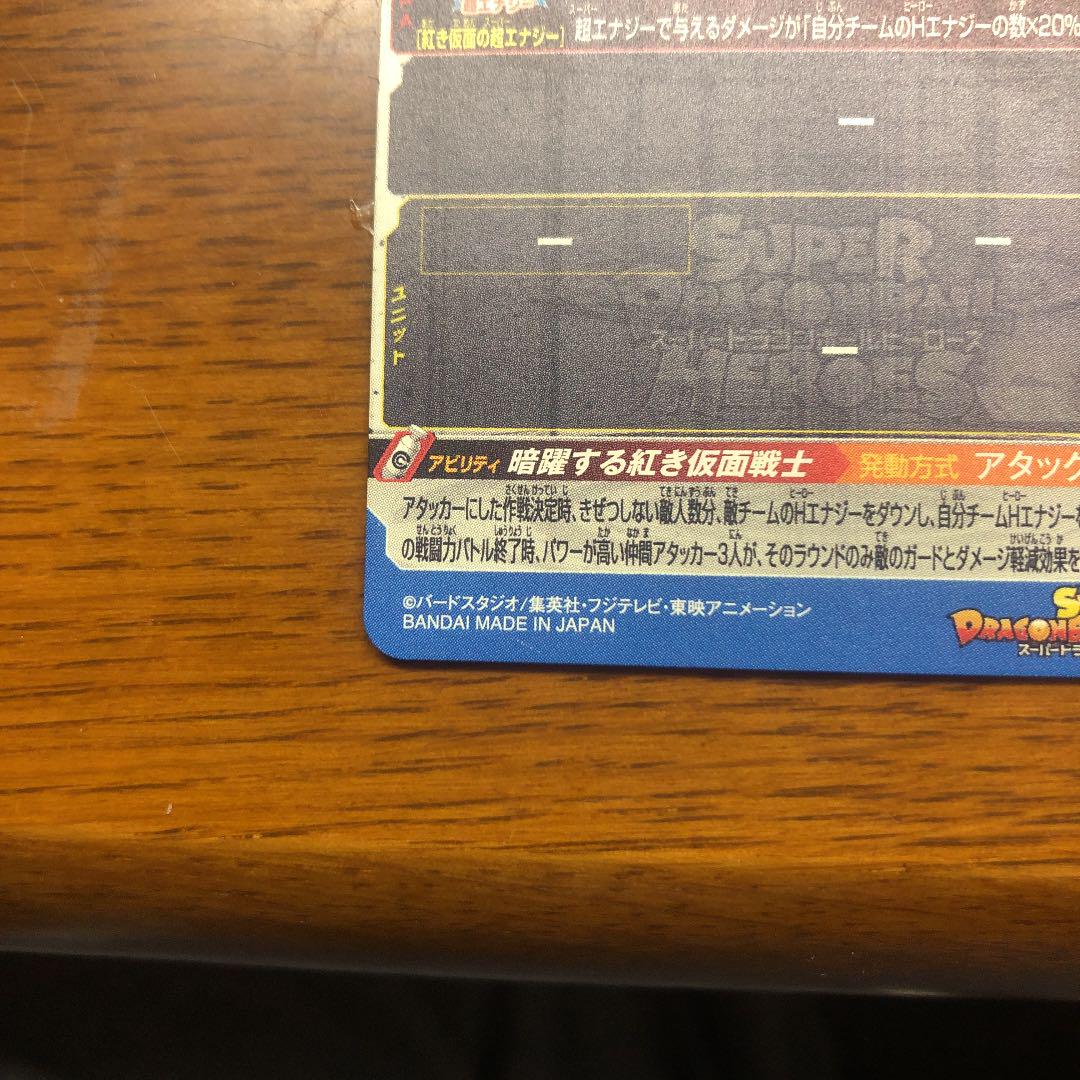 [紅き仮面の超エナジー] 超エナジーで与えるダメージが「自分チームのHエナジーの数×20%
ー
ー ー
ユニット
SUPER
スーパードラゴンボールヒーローズ
HEROES
ー
アビリティ 暗躍する紅き仮面戦士 発動方式 アタック
アタッカーにした作戦決定時、きぜつしない敵人数分、敵チームのHエナジーをダウンし、自分チームHエナジーを
の戦闘力バトル終了時、パワーが高い仲間アタッカー3人が、そのラウンドのみ敵のガードとダメージ軽減効果を
©バードスタジオ/集英社・フジテレビ・東映アニメーション
BANDAI MADE IN JAPAN
DRAGON
スーパードラ